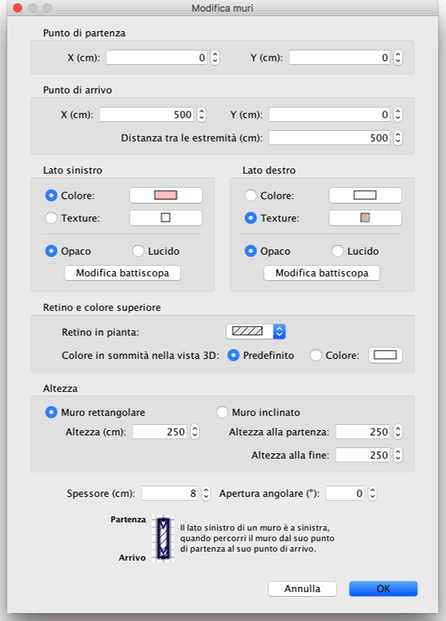 Modifica muri
Punto di partenza
X (cm): 0 Y (cm): 0
Punto di arrivo
X (cm): 500 Y (cm): 0
Distanza tra le estremità (cm): 500
Lato sinistro Lato destro
Colore: Colore:
Texture: Texture:
Opaco Lucido Opaco Lucido
Modifica battiscopa Modifica battiscopa
Retino e colore superiore
Retino in pianta:
Colore in sommità nella vista 3D: Predefinito Colore:
Altezza
Muro rettangolare Muro inclinato
Altezza (cm): 250 Altezza alla partenza: 250
Altezza alla fine: 250
Spessore (cm): 8 Apertura angolare (°): 0
Partenza
Il lato sinistro di un muro è a sinistra,
quando percorri il muro dal suo punto
di partenza al suo punto di arrivo.
Arrivo
Annulla OK